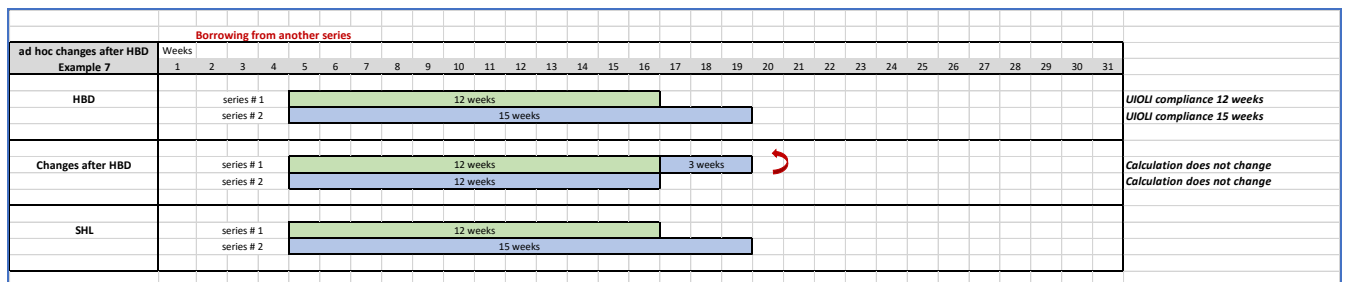 Borrowing from another series
ad hoc changes after HBD Weeks
Example 7 1 2 3 4 5 6 7 8 9 10 11 12 13 14 15 16 17 18 19 20 21 22 23 24 25 26 27 28 29 30 31
HBD series # 1 12 weeks UIOLI compliance 12 weeks
series # 2 15 weeks UIOLI compliance 15 weeks
Changes after HBD series # 1 12 weeks 3 weeks Calculation does not change
series # 2 12 weeks Calculation does not change
SHL series # 1 12 weeks
series # 2 15 weeks